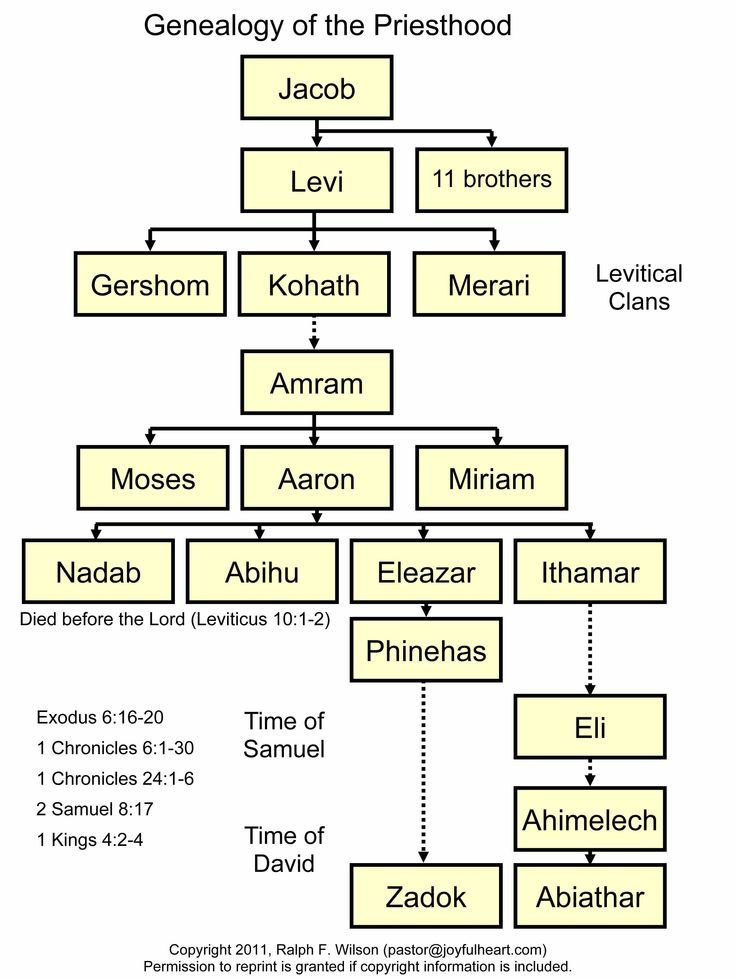 Genealogy of the Priesthood
Jacob
Levi
11 brothers
Gershom
Kohath
Merari
Levitical
Clans
Amram
Moses
Aaron
Miriam
Nadab
Abihu
Eleazar
Ithamar
Died before the Lord (Leviticus 10:1-2)
Phinehas
Exodus 6:16-20
1 Chronicles 6:1-30
1 Chronicles 24:1-6
2 Samuel 8:17
1 Kings 4:2-4
Time of
Samuel
Eli
Ahimelech
Time of
David
Zadok
Abiathar
Copyright 2011, Ralph F. Wilson (pastor@joyfulheart.com)
Permission to reprint is granted if copyright information is included.